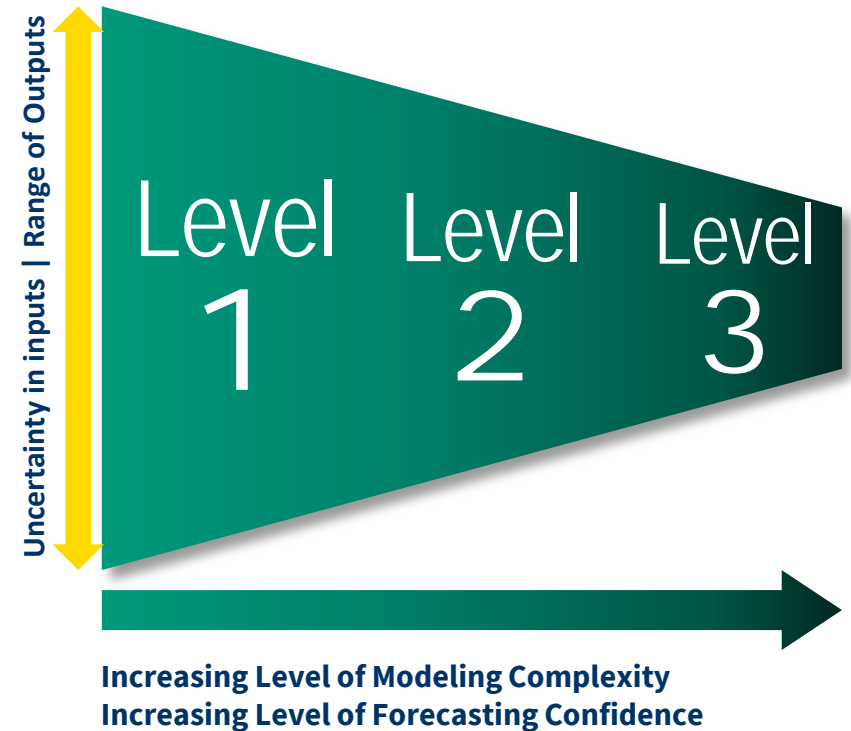 Uncertainty in inputs | Range of Outputs
Level
1
Level
2
Level
3
Increasing Level of Modeling Complexity
Increasing Level of Forecasting Confidence